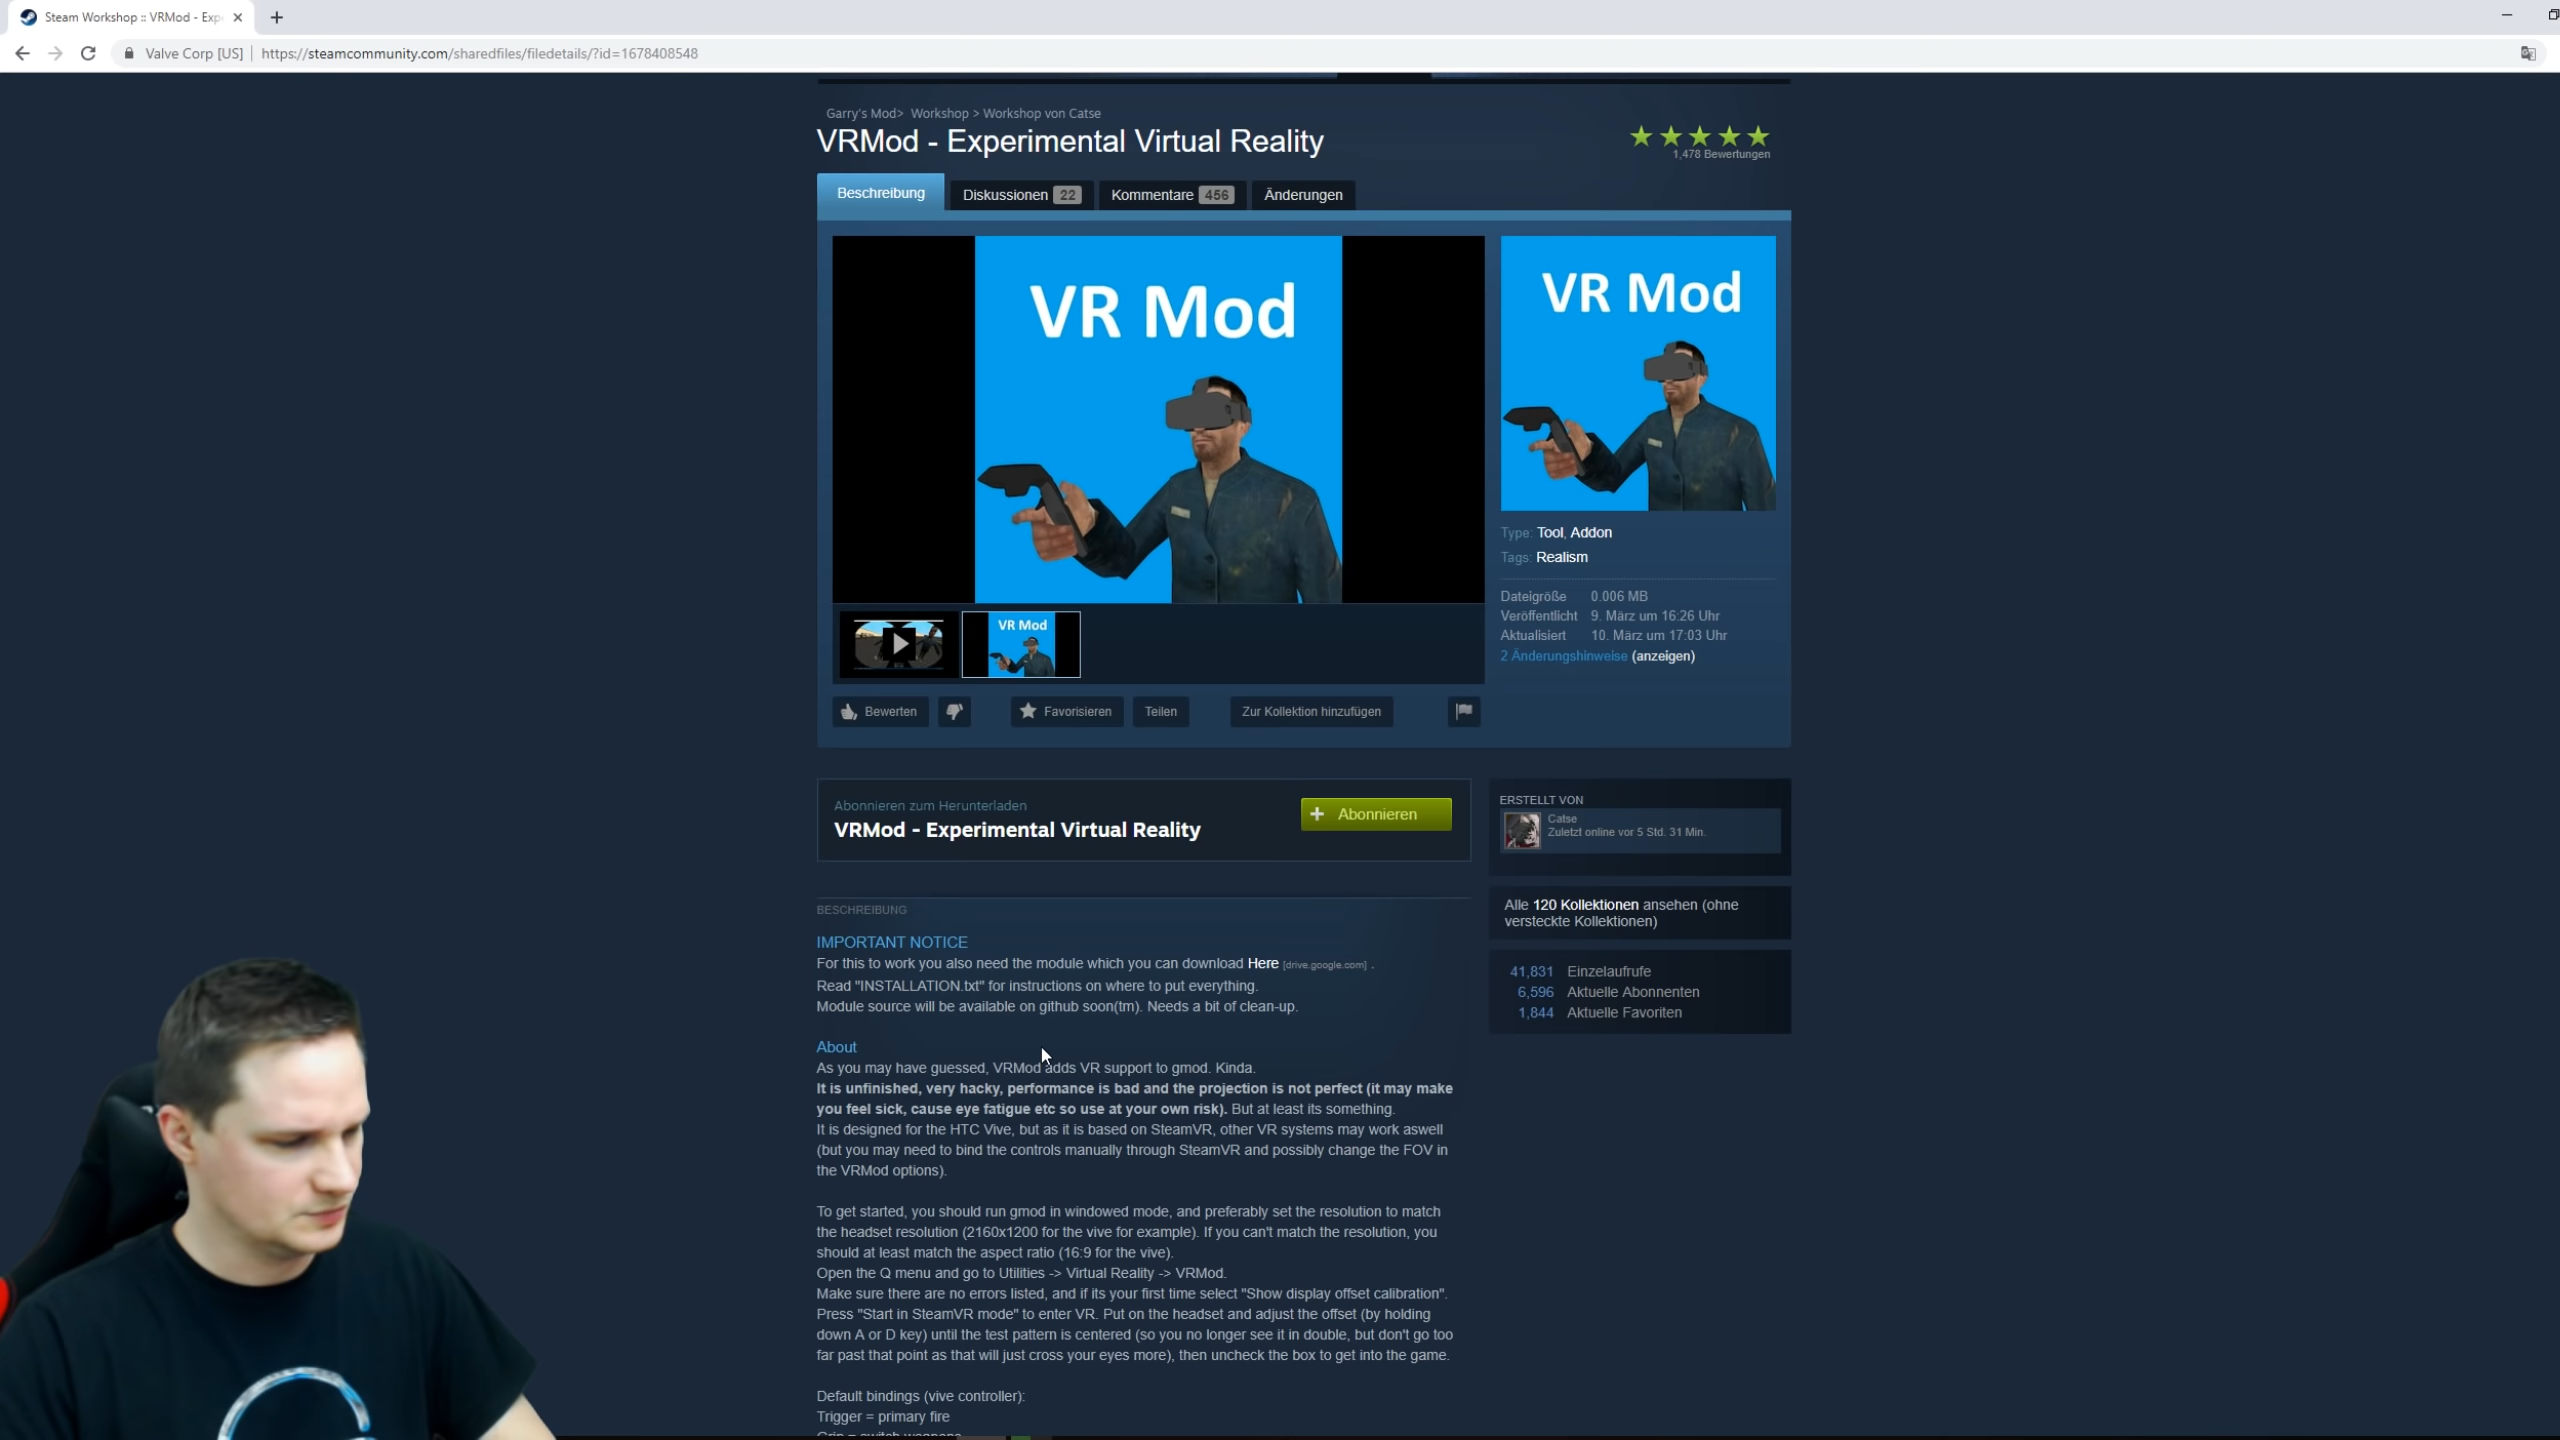 Steam Workshop :: VRMod - Exp
Valve Corp [US] | https://steamcommunity.com/sharedfiles/filedetails/?id=1678408548
Garry's Mod> Workshop > Workshop von Catse
VRMod - Experimental Virtual Reality
1,478 Bewertungen
Beschreibung
Diskussionen 22
Kommentare 456
Änderungen
VR Mod
VR Mod
Type: Tool, Addon
Tags: Realism
Dateigröße 0.006 MB
Veröffentlicht 9. März um 16:26 Uhr
Aktualisiert 10. März um 17:03 Uhr
2 Änderungshinweise (anzeigen)
VR Mod
Bewerten
Favorisieren
Teilen
Zur Kollektion hinzufügen
Abonnieren zum Herunterladen
VRMod - Experimental Virtual Reality
+ Abonnieren
ERSTELLT VON
Catse
Zuletzt online vor 5 Std. 31 Min.
Alle 120 Kollektionen ansehen (ohne
versteckte Kollektionen)
41,831 Einzelaufrufe
6,596 Aktuelle Abonnenten
1,844 Aktuelle Favoriten
BESCHREIBUNG
IMPORTANT NOTICE
For this to work you also need the module which you can download Here [drive.google.com] .
Read "INSTALLATION.txt" for instructions on where to put everything.
Module source will be available on github soon(tm). Needs a bit of clean-up.
About
As you may have guessed, VRMod adds VR support to gmod. Kinda.
It is unfinished, very hacky, performance is bad and the projection is not perfect (it may make
you feel sick, cause eye fatigue etc so use at your own risk). But at least its something.
It is designed for the HTC Vive, but as it is based on SteamVR, other VR systems may work aswell
(but you may need to bind the controls manually through SteamVR and possibly change the FOV in
the VRMod options).
To get started, you should run gmod in windowed mode, and preferably set the resolution to match
the headset resolution (2160x1200 for the vive for example). If you can't match the resolution, you
should at least match the aspect ratio (16:9 for the vive).
Open the Q menu and go to Utilities -> Virtual Reality -> VRMod.
Make sure there are no errors listed, and if its your first time select "Show display offset calibration".
Press "Start in SteamVR mode" to enter VR. Put on the headset and adjust the offset (by holding
down A or D key) until the test pattern is centered (so you no longer see it in double, but don't go too
far past that point as that will just cross your eyes more), then uncheck the box to get into the game.
Default bindings (vive controller):
Trigger = primary fire
Grip = switch weapons